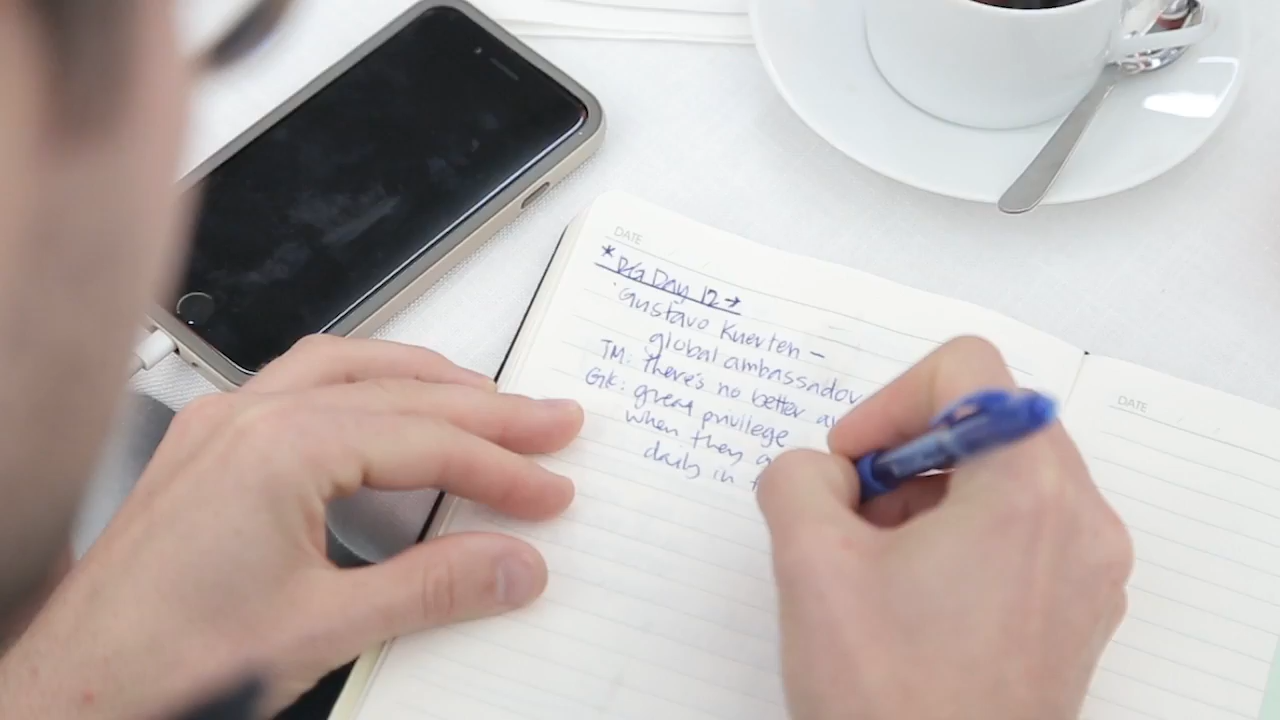 DATE
* RG Day 12 →
Gustavo Kuerten -
global ambassador
TM: there's no better
GK: great privilege
when they
daily in
DATE